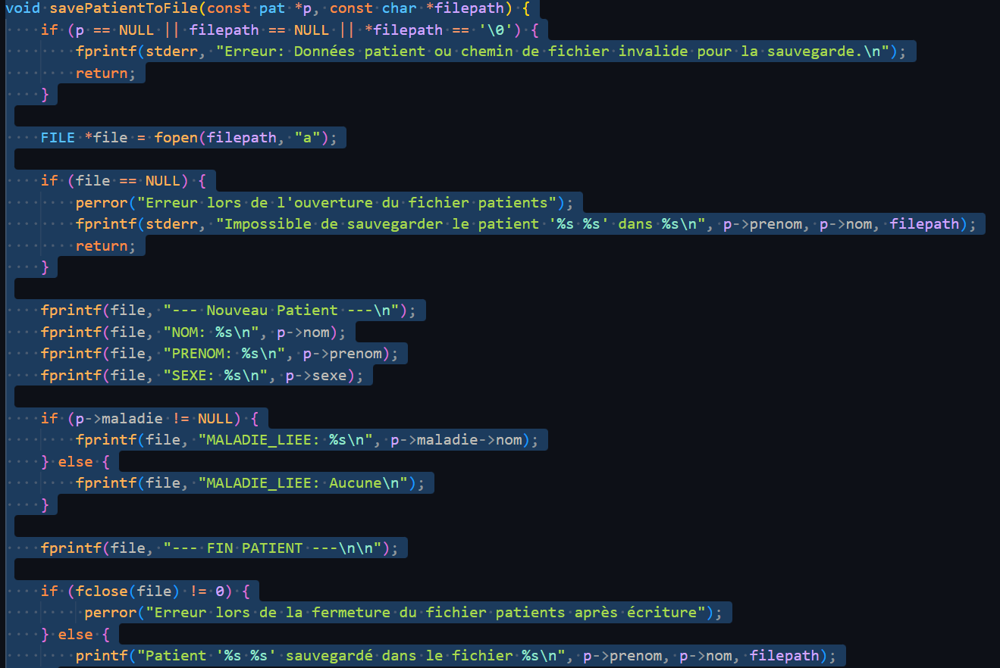 void savePatientToFile(const pat *p, const char *filepath) {
    if (p == NULL || filepath == NULL || *filepath == '\0') {
        fprintf(stderr, "Erreur: Données patient ou chemin de fichier invalide pour la sauvegarde.\n");
        return;
    }

    FILE *file = fopen(filepath, "a");

    if (file == NULL) {
        perror("Erreur lors de l'ouverture du fichier patients");
        fprintf(stderr, "Impossible de sauvegarder le patient '%s %s' dans %s\n", p->prenom, p->nom, filepath);
        return;
    }

    fprintf(file, "--- Nouveau Patient ---\n");
    fprintf(file, "NOM: %s\n", p->nom);
    fprintf(file, "PRENOM: %s\n", p->prenom);
    fprintf(file, "SEXE: %s\n", p->sexe);

    if (p->maladie != NULL) {
        fprintf(file, "MALADIE_LIEE: %s\n", p->maladie->nom);
    } else {
        fprintf(file, "MALADIE_LIEE: Aucune\n");
    }

    fprintf(file, "--- FIN PATIENT ---\n\n");

    if (fclose(file) != 0) {
         perror("Erreur lors de la fermeture du fichier patients après écriture");
    } else {
        printf("Patient '%s %s' sauvegardé dans le fichier %s\n", p->prenom, p->nom, filepath);